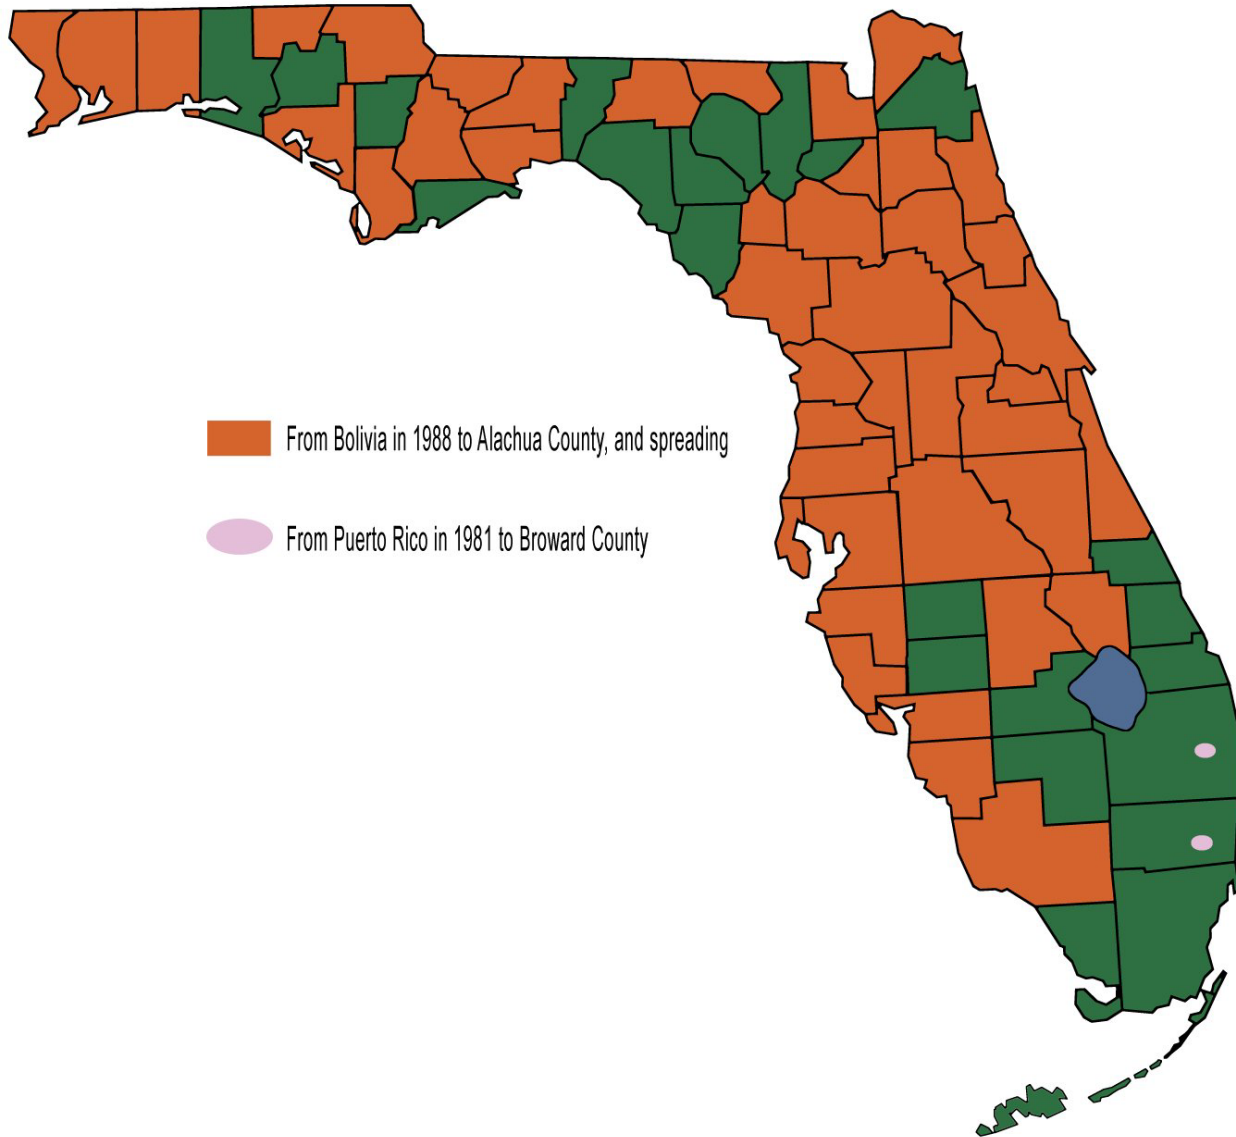 From Bolivia in 1988 to Alachua County, and spreading
From Puerto Rico in 1981 to Broward County